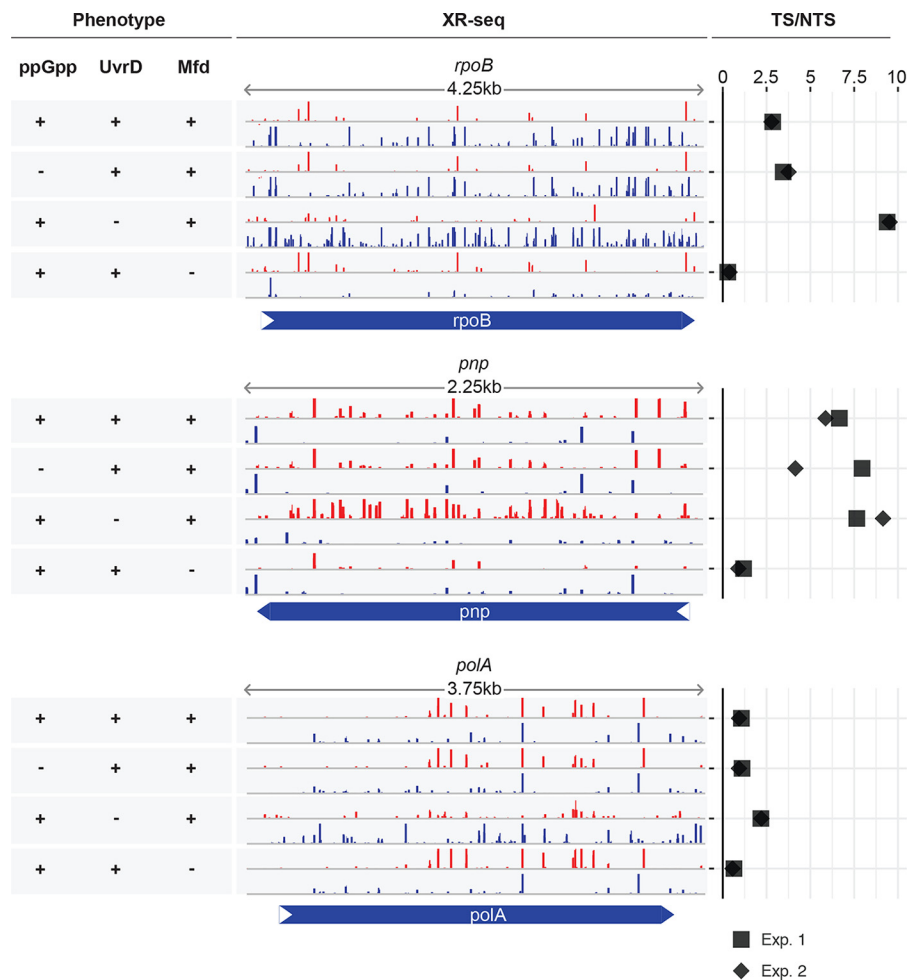 Phenotype XR-seq TS/NTS
ppGpp UvrD Mfd
rpoB
4.25kb
0 2.5 5 7.5 10
+ + +
- + +
+ - +
+ + -
rpoB
pnp
2.25kb
+ + +
- + +
+ - +
+ + -
pnp
polA
3.75kb
+ + +
- + +
+ - +
+ + -
polA
Exp. 1
Exp. 2